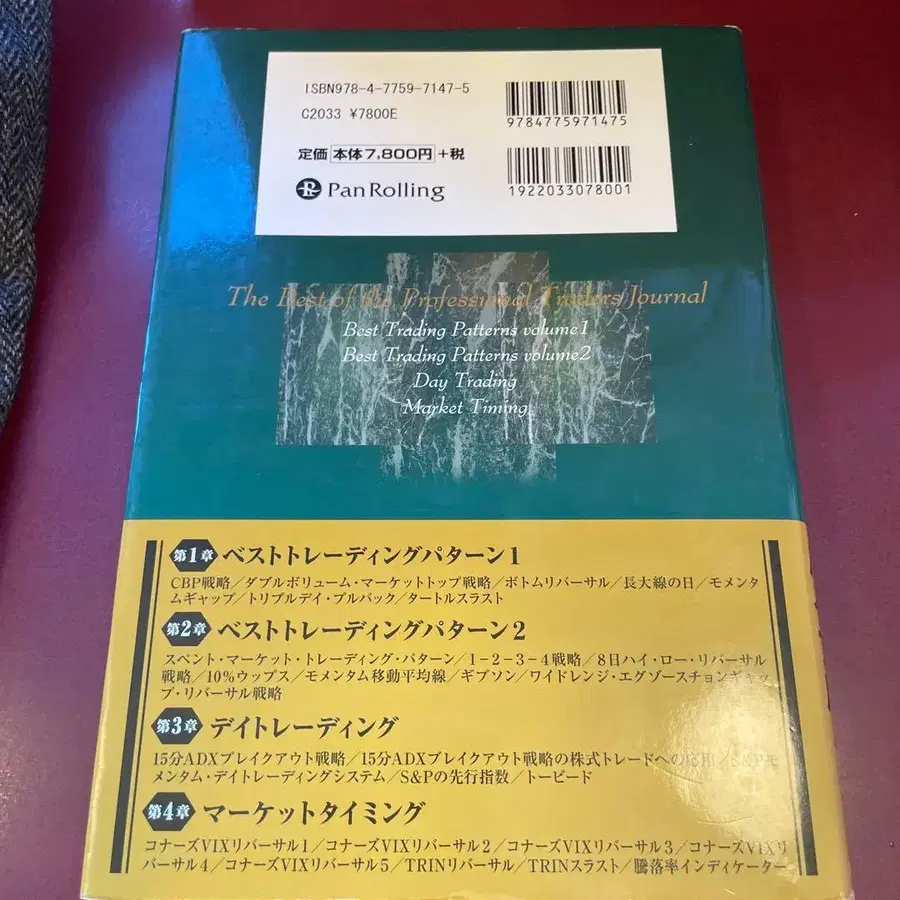 ISBN978-4-7759-7147-5
C2033 ¥7800E
9784775971475
定価 本体7,800円 +税
PanRolling
1922033078001
The Best of the Professional Traders Journal
Best Trading Patterns volume1
Best Trading Patterns volume2
Day Trading
Market Timing
第1章 ベストトレーディングパターン1
CBP戦略/ダブルボリューム・マーケットトップ戦略/ボトムリバーサル/長大線の日/モメンタ
ムギャップ/トリプルデイ・プルバック/タートルスラスト
第2章 ベストトレーディングパターン2
スペント・マーケット・トレーディング・パターン/1-2-3-4戦略/8日ハイ・ロー・リバーサル
戦略/10%ウップス/モメンタム移動平均線/ギブソン/ワイドレンジ・エグゾースチョンギャッ
プ・リバーサル戦略
第3章 デイトレーディング
15分ADXブレイクアウト戦略/15分ADXブレイクアウト戦略の株式トレードへの応用/S&Pモ
メンタム・デイトレーディングシステム/S&Pの先行指数/トーピード
第4章 マーケットタイミング
コナーズVIXリバーサル1/コナーズVIXリバーサル2/コナーズVIXリバーサル3/コナーズVIXリ
バーサル4/コナーズVIXリバーサル5/TRINリバーサル/TRINスラスト/騰落率インディケーター